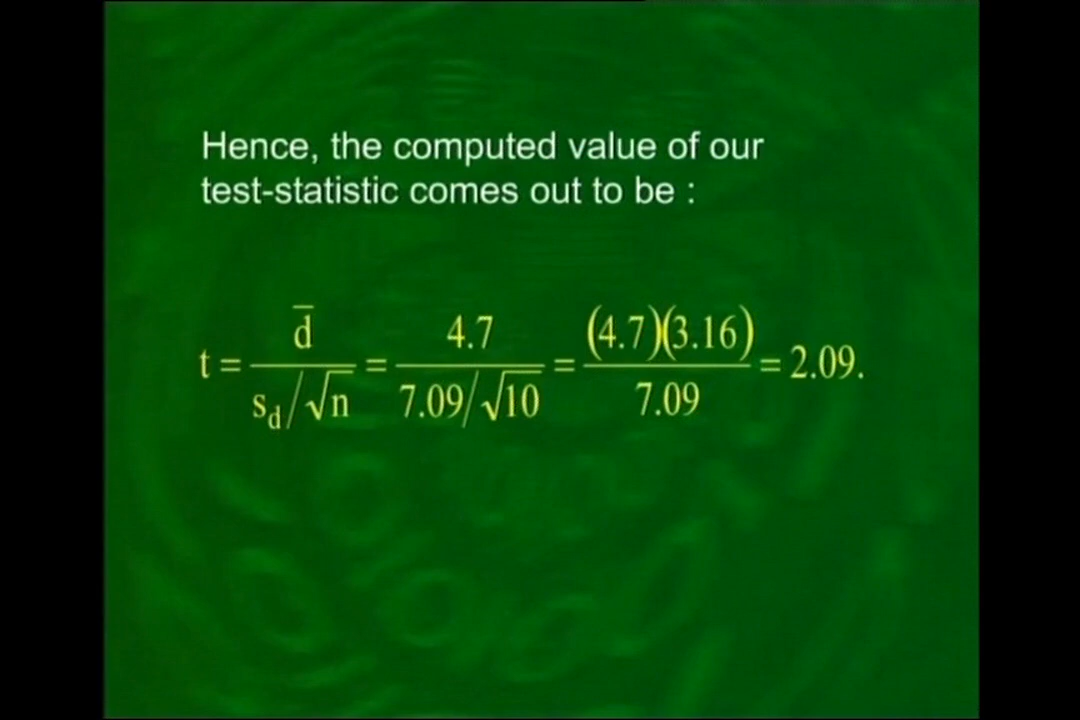 Hence, the computed value of our
test-statistic comes out to be :
t = d̄ / (s_d/√n) = 4.7 / (7.09/√10) = (4.7)(3.16) / 7.09 = 2.09.